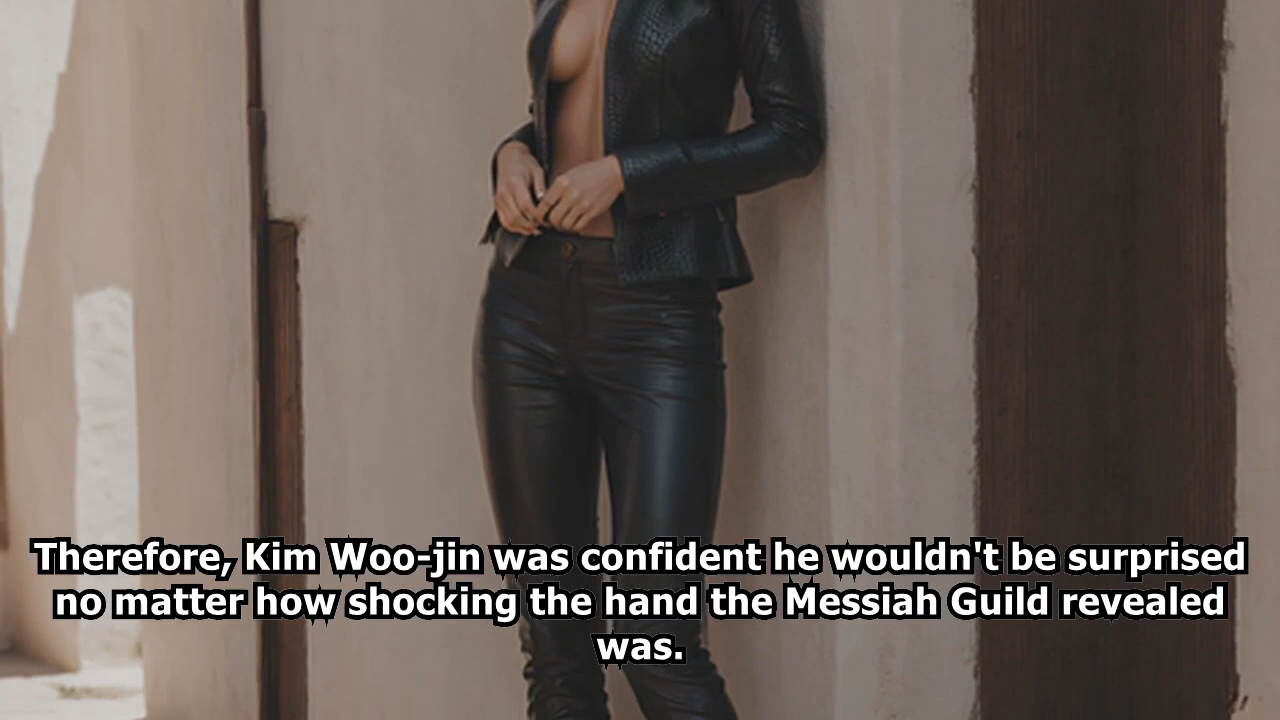 Therefore, Kim Woo-jin was confident he wouldn't be surprised
no matter how shocking the hand the Messiah Guild revealed
was.